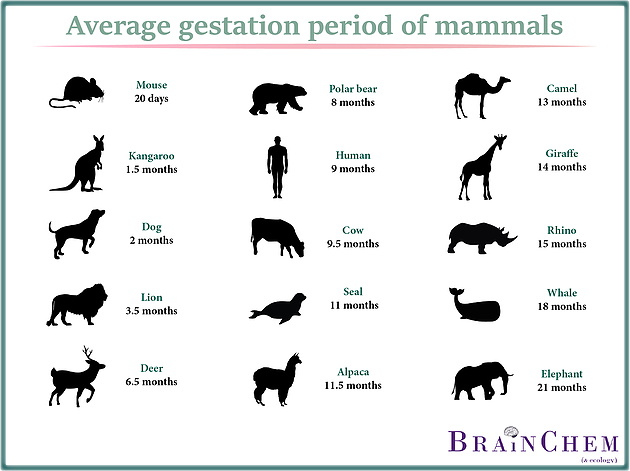 Average gestation period of mammals
Mouse
20 days
Kangaroo
1.5 months
Dog
2 months
Lion
3.5 months
Deer
6.5 months
Polar bear
8 months
Human
9 months
Cow
9.5 months
Seal
11 months
Alpaca
11.5 months
Camel
13 months
Giraffe
14 months
Rhino
15 months
Whale
18 months
Elephant
21 months
BRAINCHEM
(& ecology)